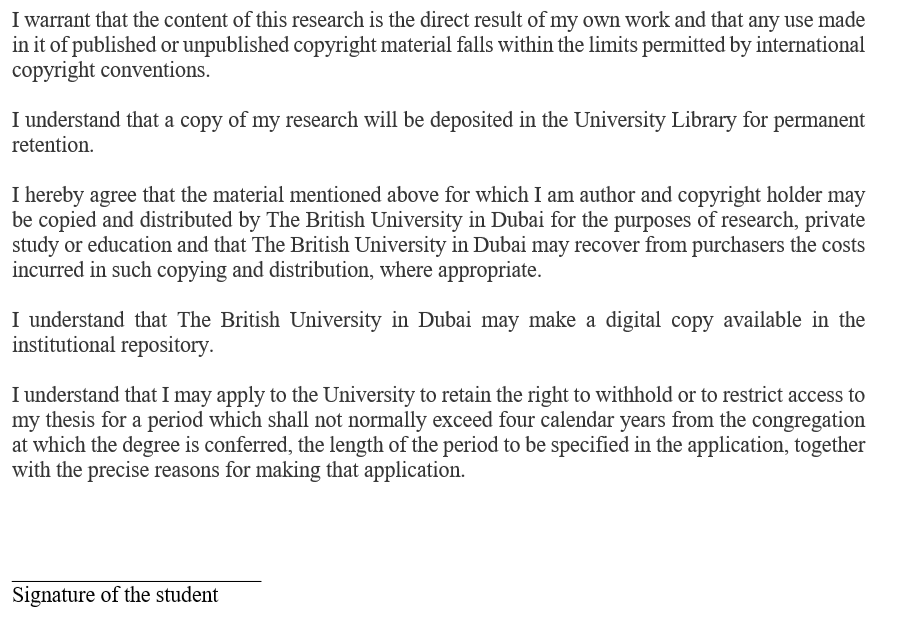 I warrant that the content of this research is the direct result of my own work and that any use made
in it of published or unpublished copyright material falls within the limits permitted by international
copyright conventions.
I understand that a copy of my research will be deposited in the University Library for permanent
retention.
I hereby agree that the material mentioned above for which I am author and copyright holder may
be copied and distributed by The British University in Dubai for the purposes of research, private
study or education and that The British University in Dubai may recover from purchasers the costs
incurred in such copying and distribution, where appropriate.
I understand that The British University in Dubai may make a digital copy available in the
institutional repository.
I understand that I may apply to the University to retain the right to withhold or to restrict access to
my thesis for a period which shall not normally exceed four calendar years from the congregation
at which the degree is conferred, the length of the period to be specified in the application, together
with the precise reasons for making that application.
Signature of the student